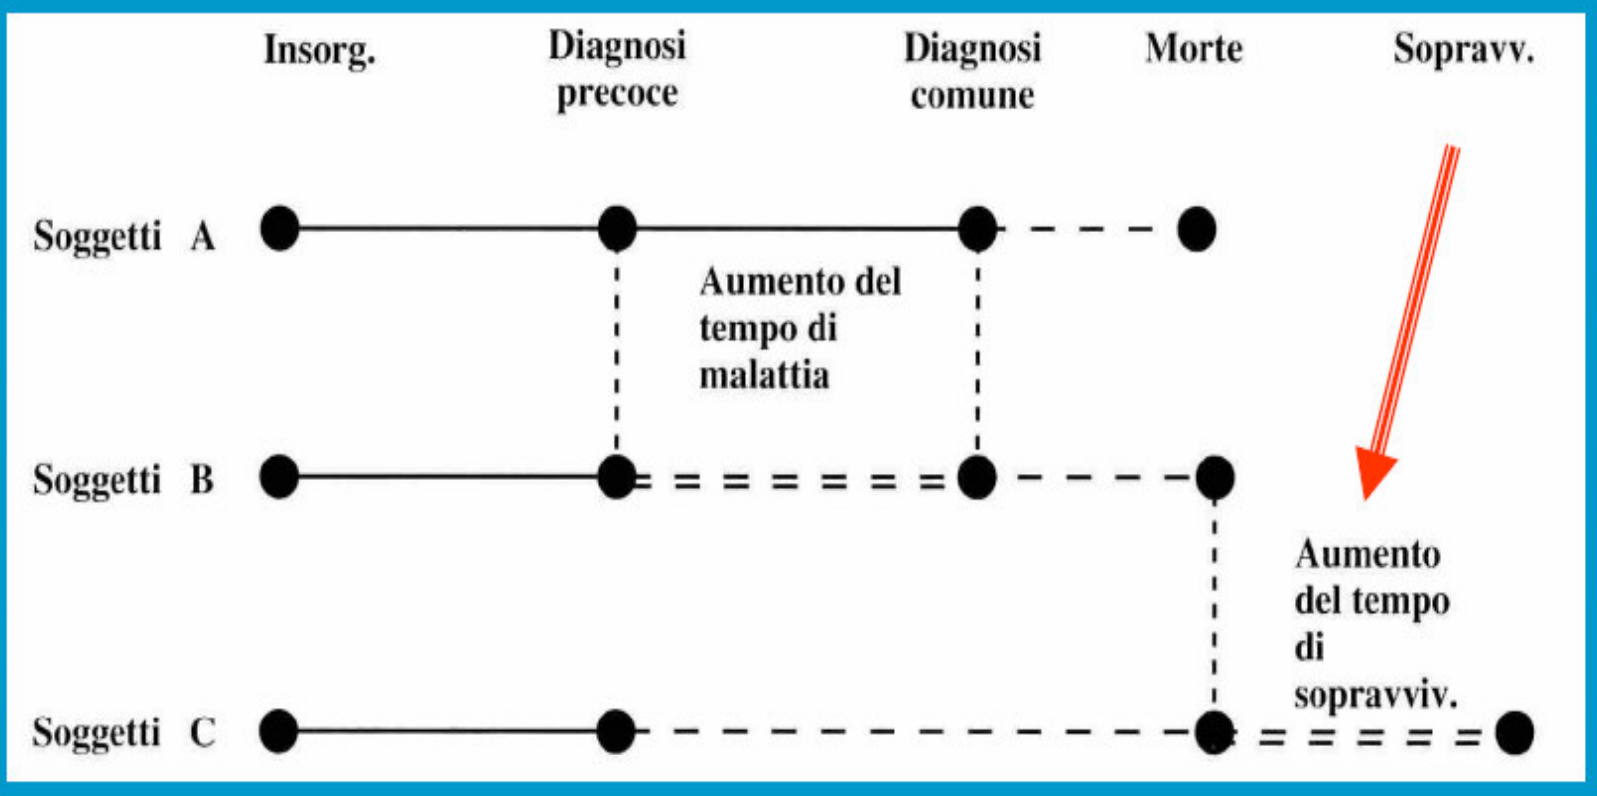 Insorg.
Diagnosi
precoce
Diagnosi
comune
Morte
Sopravv.
Soggetti A
Aumento del
tempo di
malattia
Soggetti B
Aumento
del tempo
di
sopravviv.
Soggetti C